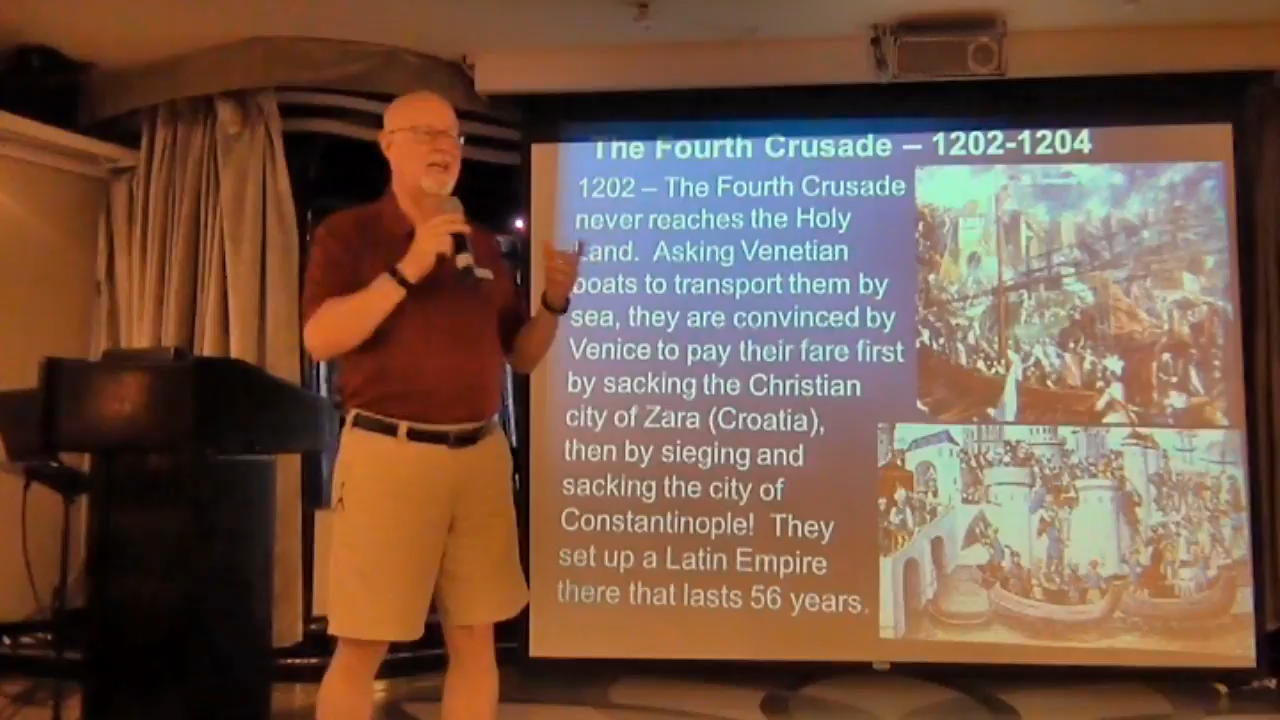 The Fourth Crusade – 1202-1204
1202 – The Fourth Crusade
never reaches the Holy
Land.  Asking Venetian
boats to transport them by
sea, they are convinced by
Venice to pay their fare first
by sacking the Christian
city of Zara (Croatia),
then by sieging and
sacking the city of
Constantinople!  They
set up a Latin Empire
there that lasts 56 years.